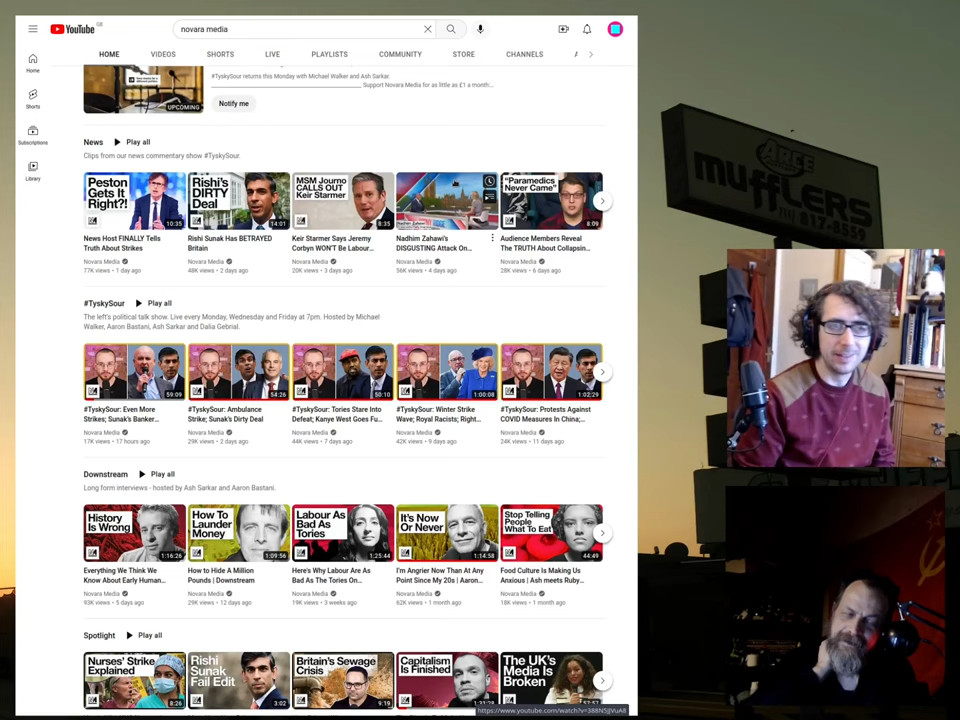 YouTube GB
novara media
HOME VIDEOS SHORTS LIVE PLAYLISTS COMMUNITY STORE CHANNELS
Home
Shorts
Subscriptions
Library
#TyskySour returns this Monday with Michael Walker and Ash Sarkar.
Support Novara Media for as little as £1 a month...
UPCOMING
Notify me
News Play all
Clips from our news commentary show #TyskySour.
Peston Gets It Right?!
10:35
Rishi's DIRTY Deal
14:01
MSM Journo CALLS OUT Keir Starmer
8:35
"Paramedics Never Came"
8:09
News Host FINALLY Tells Truth About Strikes
Novara Media
77K views • 1 day ago
Rishi Sunak Has BETRAYED Britain
Novara Media
48K views • 2 days ago
Keir Starmer Says Jeremy Corbyn WON'T Be Labour...
Novara Media
20K views • 3 days ago
Nadhim Zahawi's DISGUSTING Attack On...
Novara Media
56K views • 4 days ago
Audience Members Reveal The TRUTH About Collapsin...
Novara Media
28K views • 6 days ago
#TyskySour Play all
The left's political talk show. Live every Monday, Wednesday and Friday at 7pm. Hosted by Michael
Walker, Aaron Bastani, Ash Sarkar and Dalia Gebrial.
59:09
54:26
50:10
1:00:08
1:02:29
#TyskySour: Even More Strikes; Sunak's Banker...
Novara Media
17K views • 17 hours ago
#TyskySour: Ambulance Strike; Sunak's Dirty Deal
Novara Media
29K views • 2 days ago
#TyskySour: Tories Stare Into Defeat; Kanye West Goes Fu...
Novara Media
44K views • 7 days ago
#TyskySour: Winter Strike Wave; Royal Racists; Right...
Novara Media
42K views • 9 days ago
#TyskySour: Protests Against COVID Measures In China;...
Novara Media
24K views • 11 days ago
Downstream Play all
Long form interviews - hosted by Ash Sarkar and Aaron Bastani.
History Is Wrong
1:16:26
How to Launder Money
1:09:56
Labour As Bad As Tories
1:25:44
It's Now Or Never
1:14:58
Stop Telling People What To Eat
44:49
Everything We Think We Know About Early Human...
Novara Media
93K views • 5 days ago
How to Hide A Million Pounds | Downstream
Novara Media
29K views • 12 days ago
Here's Why Labour Are As Bad As The Tories On...
Novara Media
19K views • 3 weeks ago
I'm Angrier Now Than At Any Point Since My 20s | Aaron...
Novara Media
62K views • 1 month ago
Food Culture Is Making Us Anxious | Ash meets Ruby...
Novara Media
18K views • 1 month ago
Spotlight Play all
Nurses' Strike Explained
8:26
Rishi Sunak Fail Edit
3:02
Britain's Sewage Crisis
9:19
Capitalism Is Finished
The UK's Media Is Broken
ARCE
mufflers